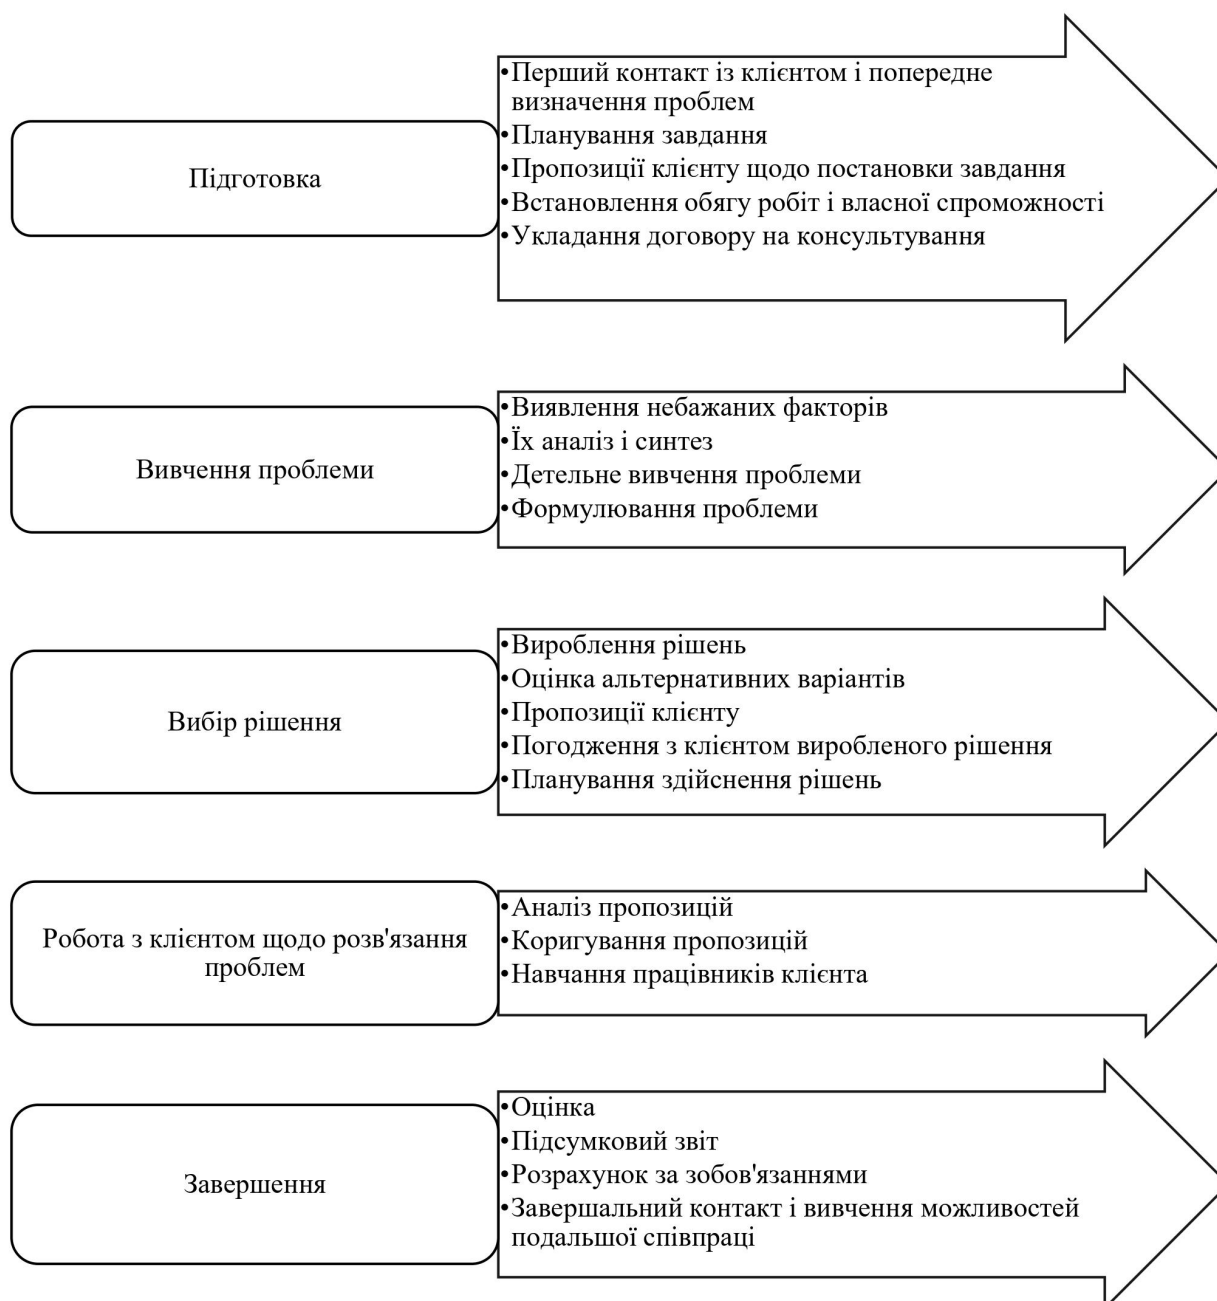 Підготовка
•Перший контакт із клієнтом і попереднє
визначення проблем
•Планування завдання
•Пропозиції клієнту щодо постановки завдання
•Встановлення обягу робіт і власної спроможності
•Укладання договору на консультування
Вивчення проблеми
•Виявлення небажаних факторів
•Їх аналіз і синтез
•Детельне вивчення проблеми
•Формулювання проблеми
Вибір рішення
•Вироблення рішень
•Оцінка альтернативних варіантів
•Пропозиції клієнту
•Погодження з клієнтом виробленого рішення
•Планування здійснення рішень
Робота з клієнтом щодо розв'язання
проблем
•Аналіз пропозицій
•Коригування пропозицій
•Навчання працівників клієнта
Завершення
•Оцінка
•Підсумковий звіт
•Розрахунок за зобов'язаннями
•Завершальний контакт і вивчення можливостей
подальшої співпраці